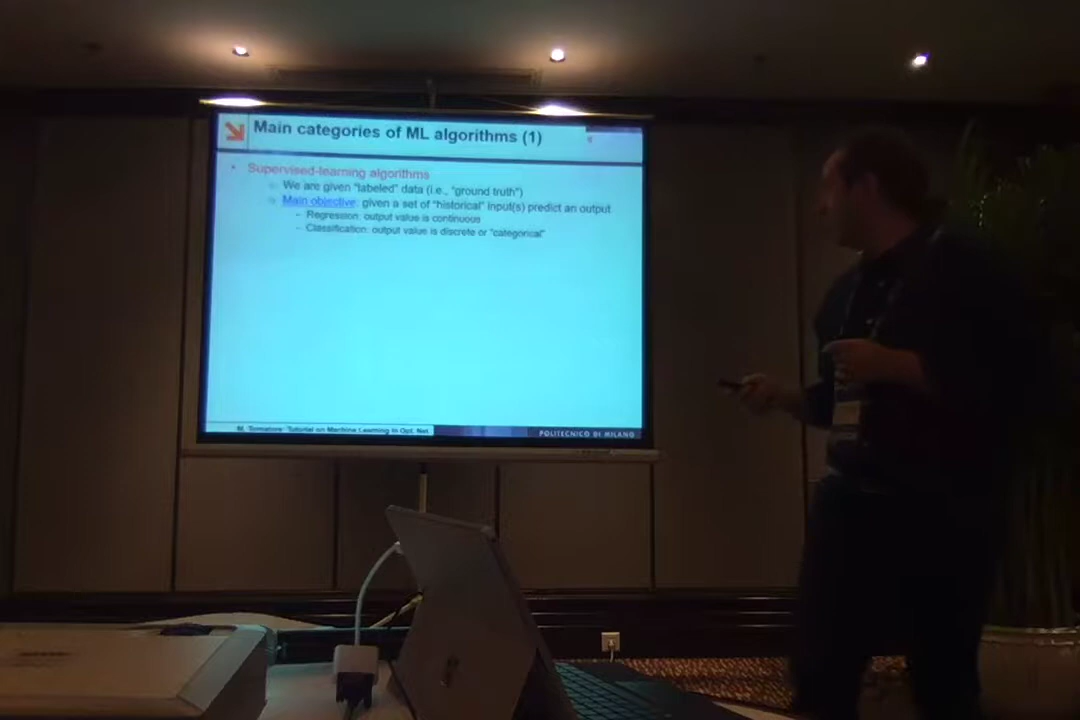 Main categories of ML algorithms (1)
• Supervised-learning algorithms
We are given "labeled" data (i.e., "ground truth")
Main objective: given a set of "historical" input(s) predict an output
– Regression: output value is continuous
– Classification: output value is discrete or "categorical"
M. Tornatore: Tutorial on Machine Learning in Opt. Net.
POLITECNICO DI MILANO